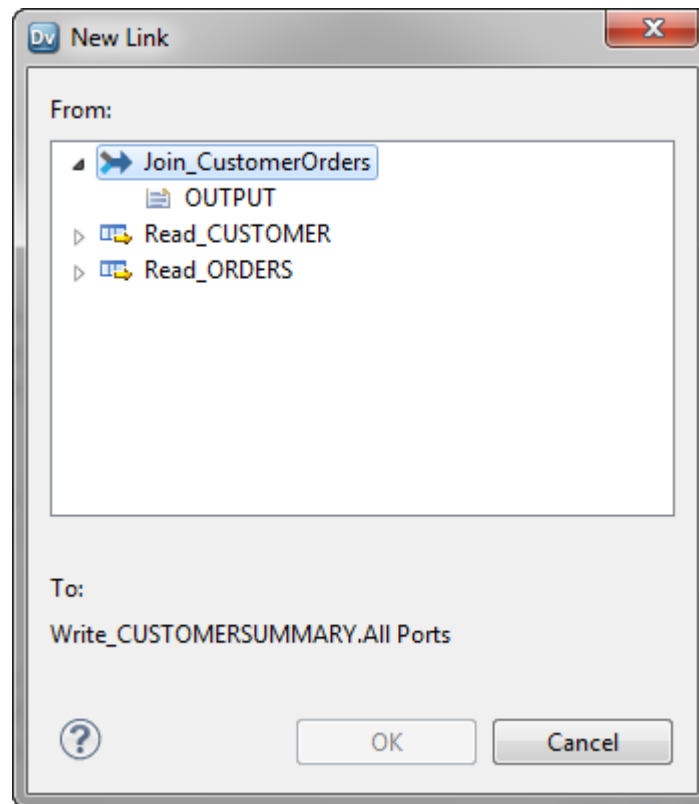 Dv New Link
From:
Join_CustomerOrders
OUTPUT
Read_CUSTOMER
Read_ORDERS
To:
Write_CUSTOMERSUMMARY.All Ports
? OK Cancel